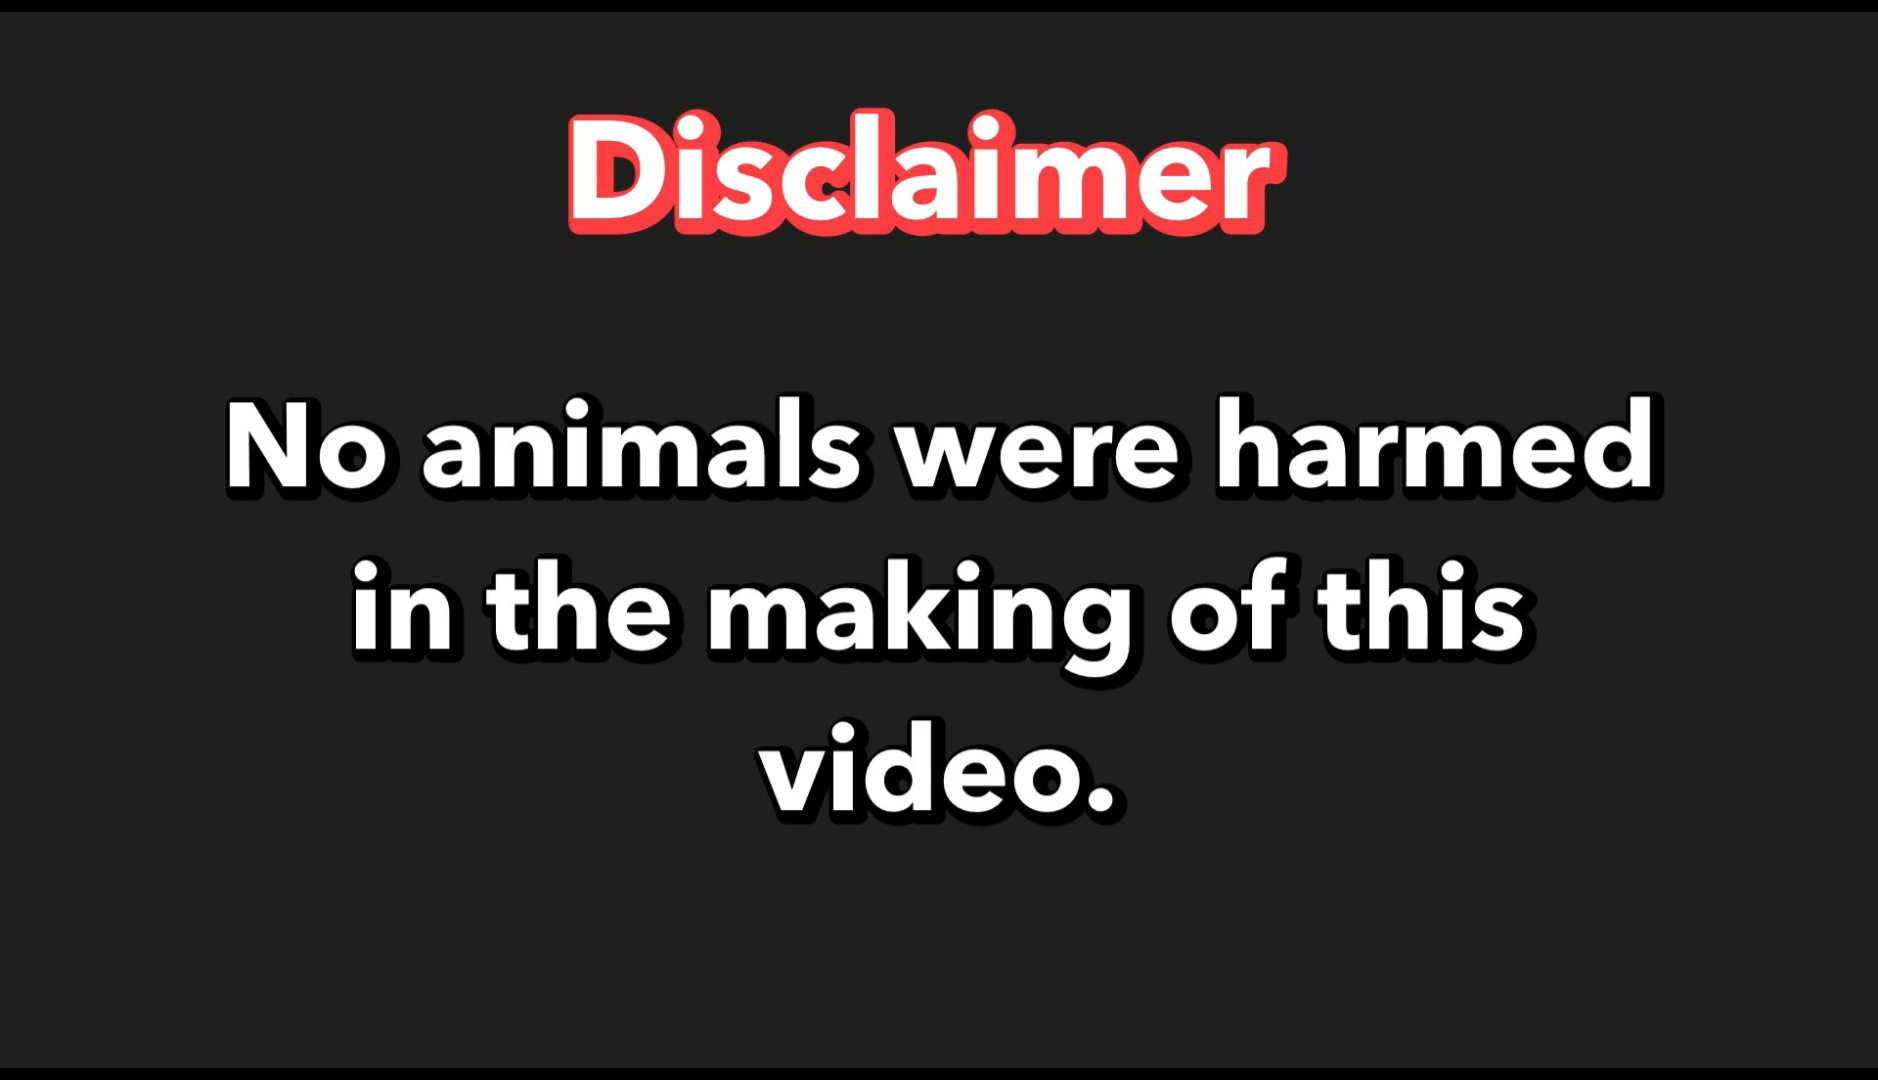 Disclaimer
No animals were harmed
in the making of this
video.